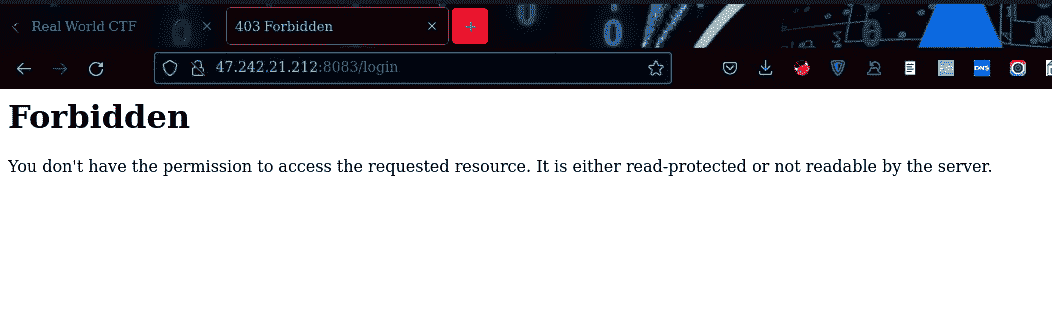 Real World CTF
403 Forbidden
47.242.21.212:8083/login
DNS
Forbidden
You don't have the permission to access the requested resource. It is either read-protected or not readable by the server.